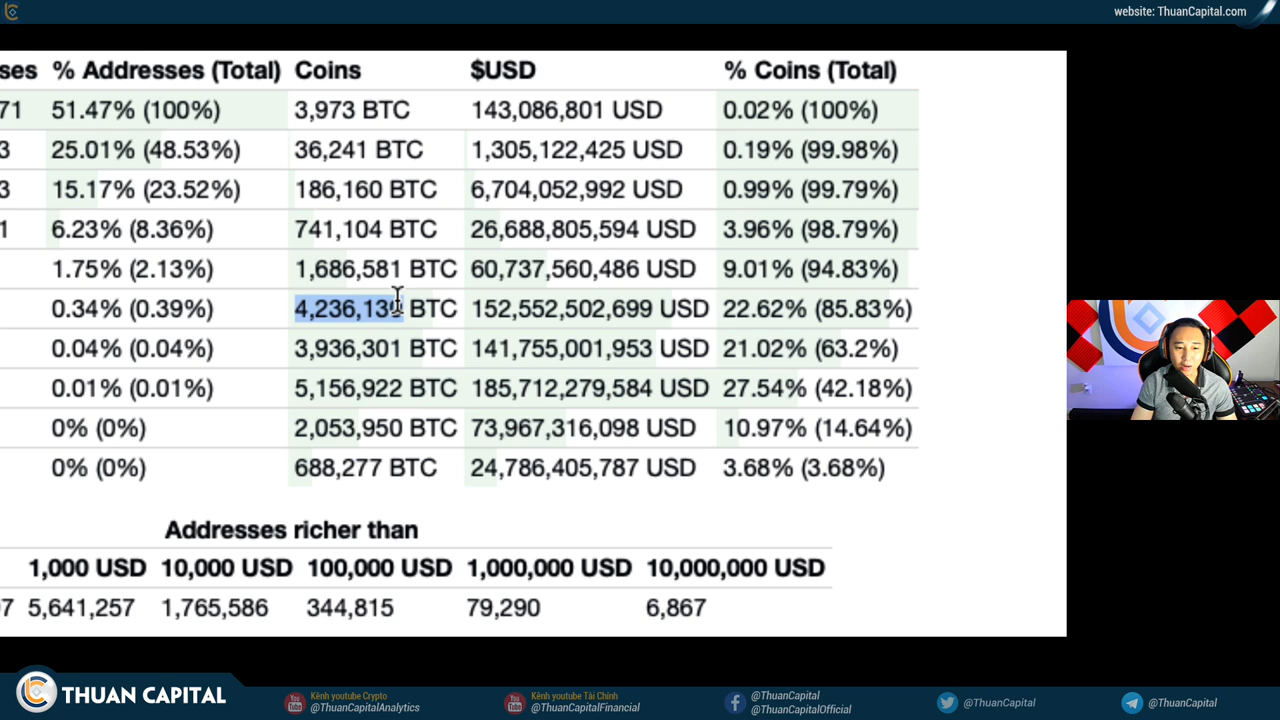 website: ThuanCapital.com
ses % Addresses (Total) Coins $USD % Coins (Total)
71 51.47% (100%) 3,973 BTC 143,086,801 USD 0.02% (100%)
3 25.01% (48.53%) 36,241 BTC 1,305,122,425 USD 0.19% (99.98%)
3 15.17% (23.52%) 186,160 BTC 6,704,052,992 USD 0.99% (99.79%)
1 6.23% (8.36%) 741,104 BTC 26,688,805,594 USD 3.96% (98.79%)
1.75% (2.13%) 1,686,581 BTC 60,737,560,486 USD 9.01% (94.83%)
0.34% (0.39%) BTC 152,552,502,699 USD 22.62% (85.83%)
0.04% (0.04%) 3,936,301 BTC 141,755,001,953 USD 21.02% (63.2%)
0.01% (0.01%) 5,156,922 BTC 185,712,279,584 USD 27.54% (42.18%)
0% (0%) 2,053,950 BTC 73,967,316,098 USD 10.97% (14.64%)
0% (0%) 688,277 BTC 24,786,405,787 USD 3.68% (3.68%)
Addresses richer than
1,000 USD 10,000 USD 100,000 USD 1,000,000 USD 10,000,000 USD
7 5,641,257 1,765,586 344,815 79,290 6,867
THUAN CAPITAL
Kênh youtube Crypto
@ThuanCapitalAnalytics
Kênh youtube Tài Chính
@ThuanCapitalFinancial
@ThuanCapital
@ThuanCapitalOfficial
@ThuanCapital
@ThuanCapital